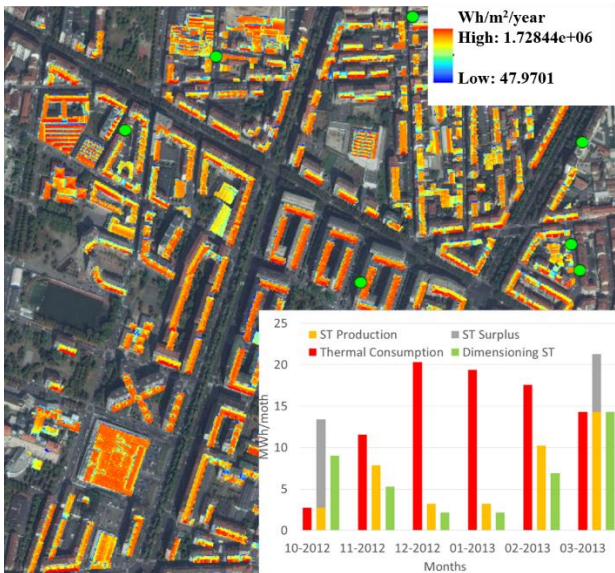 Wh/m²/year
High: 1.72844e+06
Low: 47.9701
25
20
15
10
5
0
MWh/moth
ST Production
ST Surplus
Thermal Consumption
Dimensioning ST
10-2012 11-2012 12-2012 01-2013 02-2013 03-2013
Months